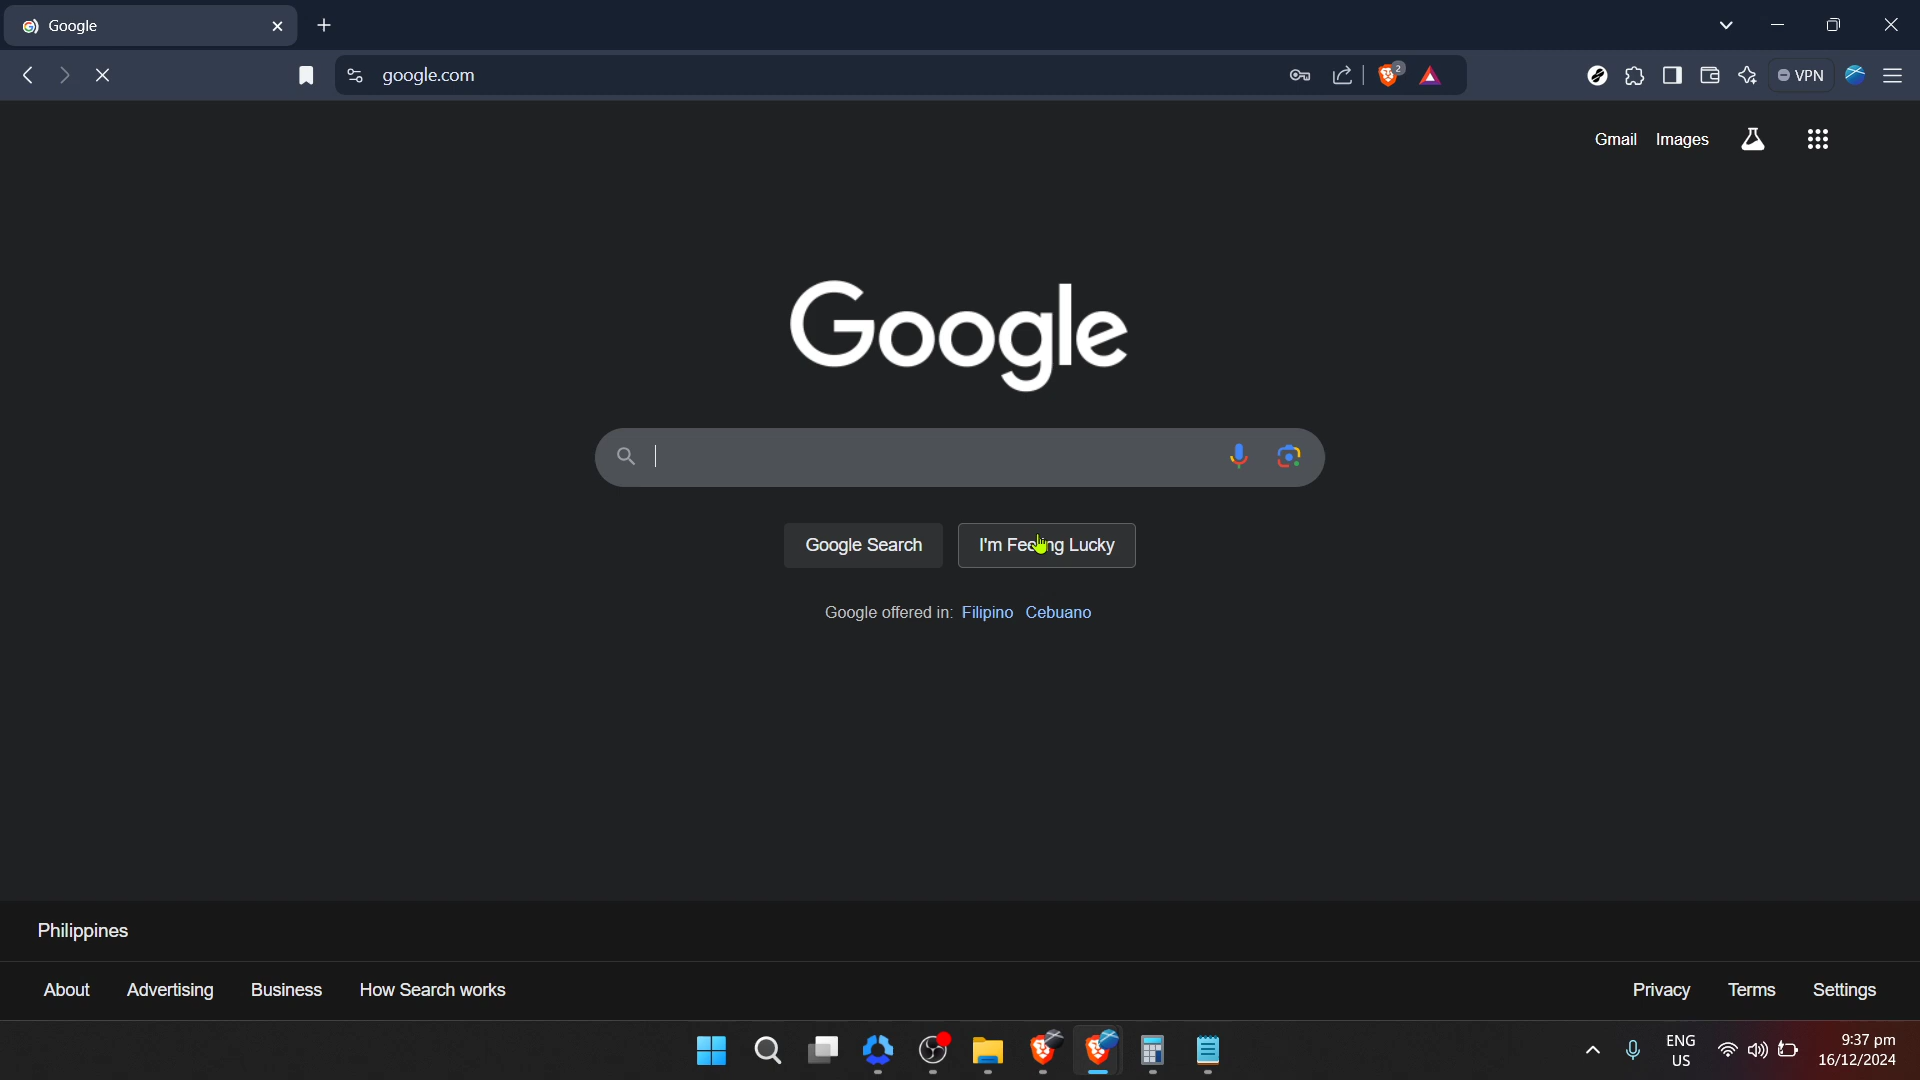 Google
google.com
2
VPN
Gmail Images
Google
Google Search I'm Feeling Lucky
Google offered in: Filipino Cebuano
Philippines
About Advertising Business How Search works
Privacy Terms Settings
ENG
US
9:37 pm
16/12/2024